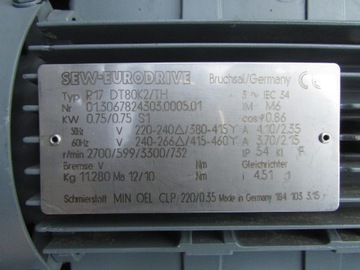 SEW-EURODRIVE Bruchsal/Germany CE
Typ R17 DT80K2/TH 3 ~ IEC 34
Nr 01.3067824303.0005.01 IM M6
KW 0.75/0.75 S1 cosφ 0.86
50Hz V 220-240△/380-415Y A 4.10/2.35
60Hz V 240-266△/415-460Y A 3.70/2.15
r/min 2700/599/3300/732 IP 54 Kl F
Bremse V Nm Gleichrichter
Kg 11.280 Ma 12/10 Nm i 4.51 :1
Schmierstoff MIN OEL CLP 220/0.35 Made in Germany 184 103 3.15